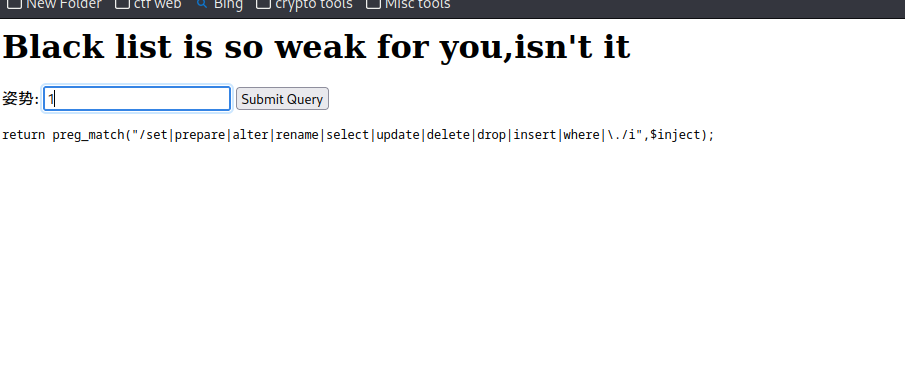 New Folder ctf web Bing crypto tools Misc tools
Black list is so weak for you,isn't it
姿势: 1 Submit Query
return preg_match("/set|prepare|alter|rename|select|update|delete|drop|insert|where|\./i",$inject);